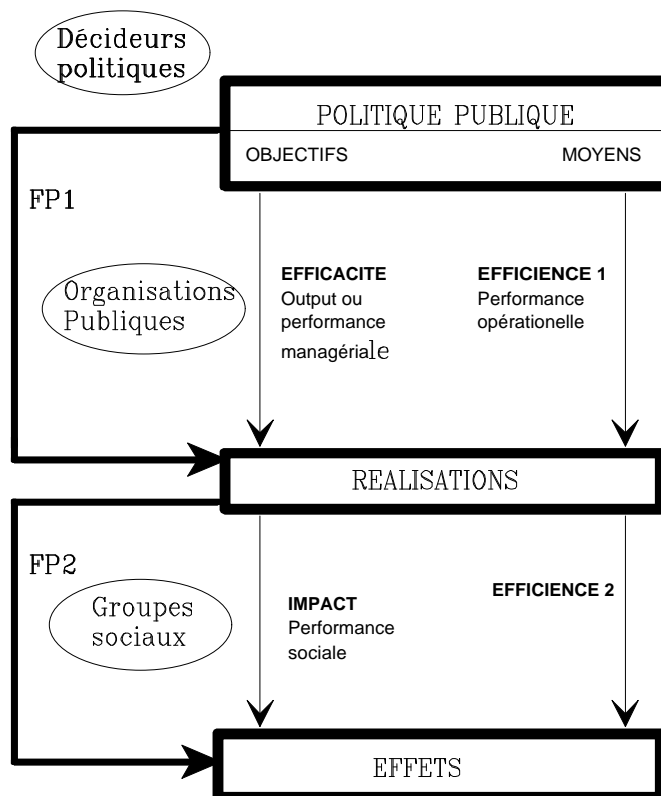 Décideurs
politiques
POLITIQUE PUBLIQUE
OBJECTIFS MOYENS
FP1
EFFICACITE
Output ou
performance
managériale
EFFICIENCE 1
Performance
opérationelle
Organisations
Publiques
REALISATIONS
FP2
Groupes
sociaux
IMPACT
Performance
sociale
EFFICIENCE 2
EFFETS